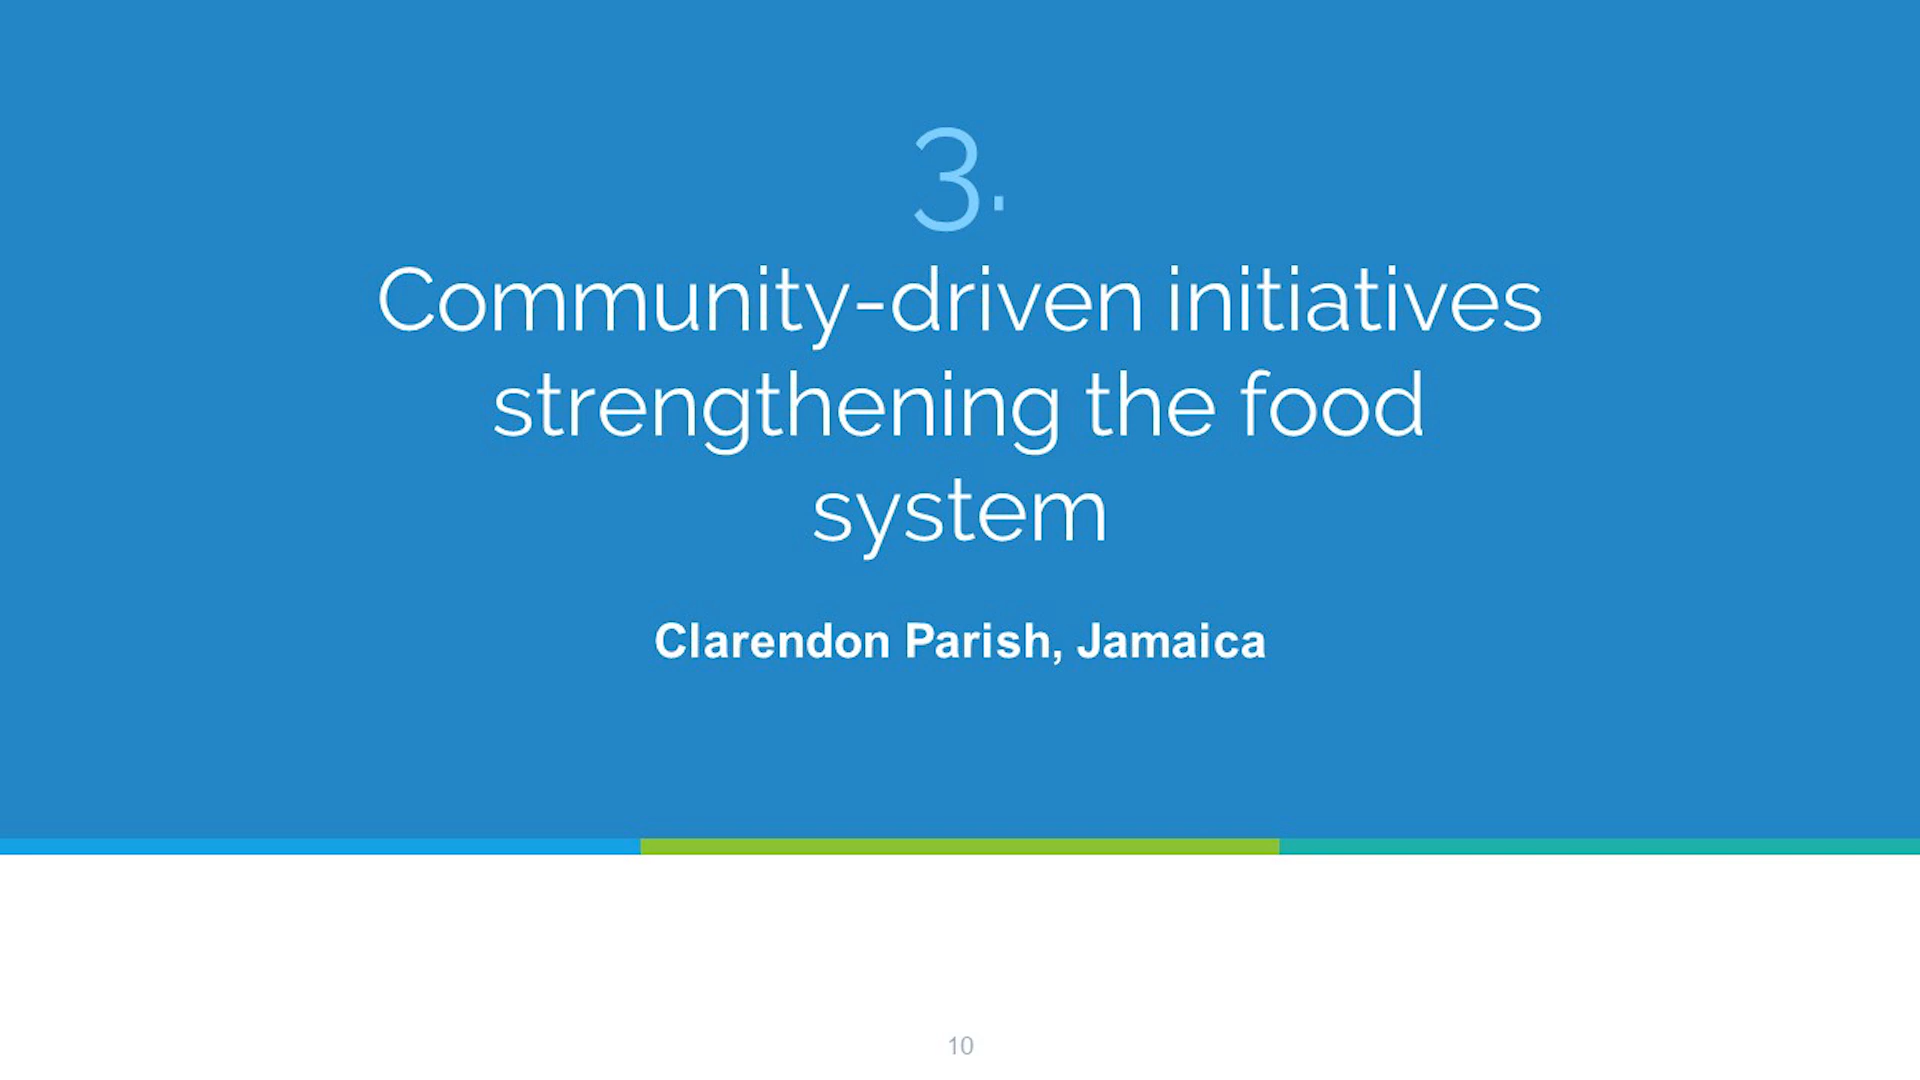 3.
Community-driven initiatives
strengthening the food
system
Clarendon Parish, Jamaica
10